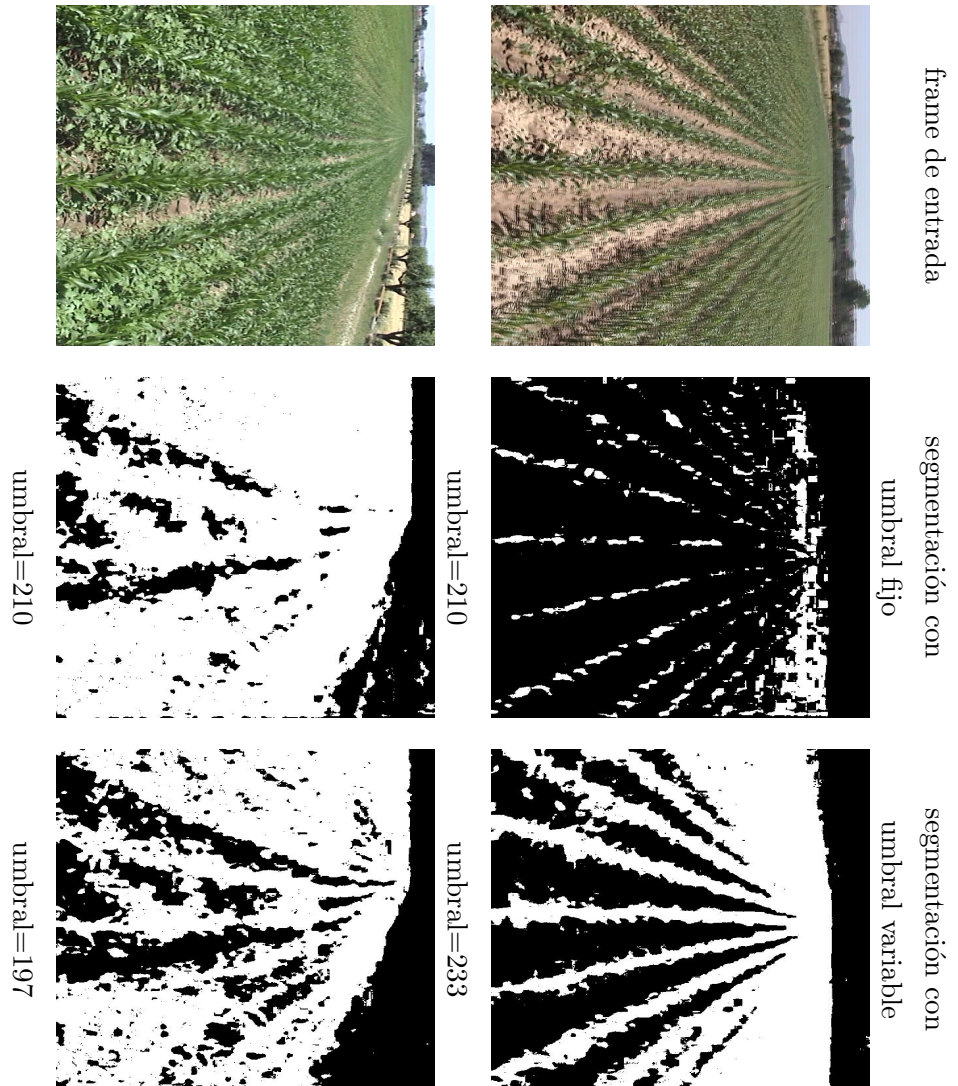 frame de entrada
segmentación con
umbral fijo
segmentación con
umbral variable
umbral=210
umbral=233
umbral=210
umbral=197